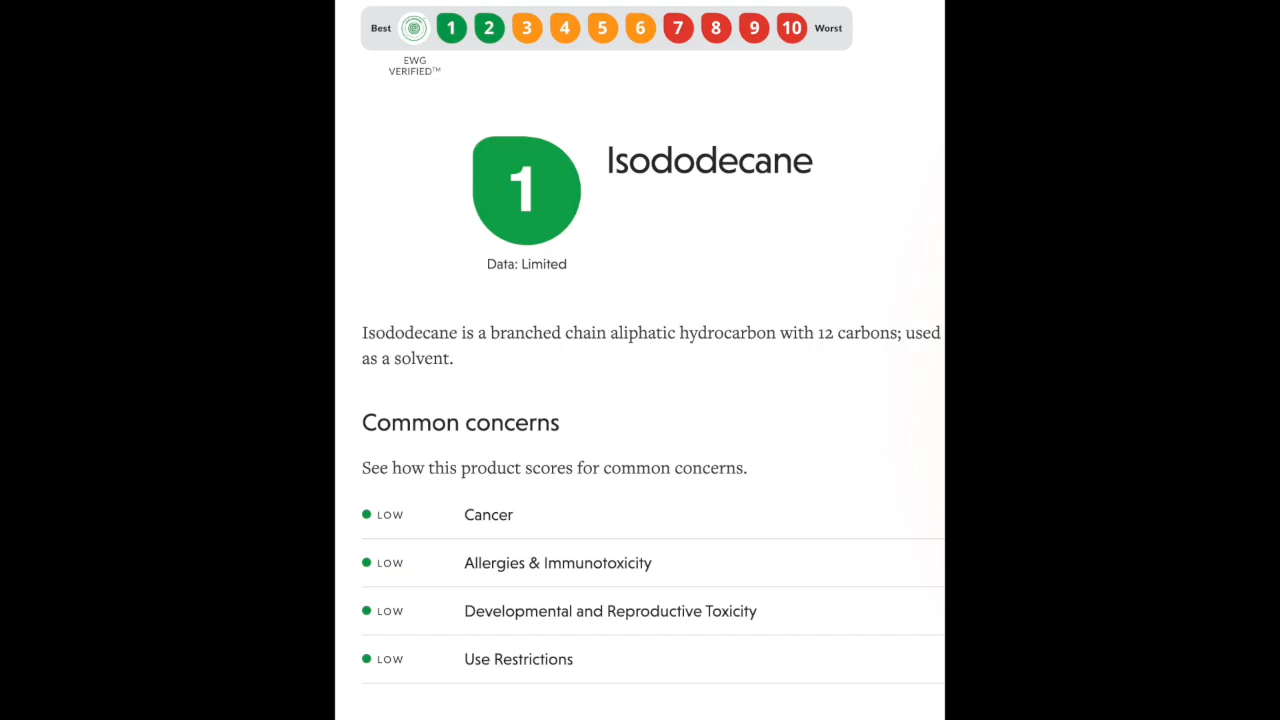 Best 1 2 3 4 5 6 7 8 9 10 Worst
EWG
VERIFIED™
1
Isododecane
Data: Limited
Isododecane is a branched chain aliphatic hydrocarbon with 12 carbons; used
as a solvent.
Common concerns
See how this product scores for common concerns.
LOW Cancer
LOW Allergies & Immunotoxicity
LOW Developmental and Reproductive Toxicity
LOW Use Restrictions